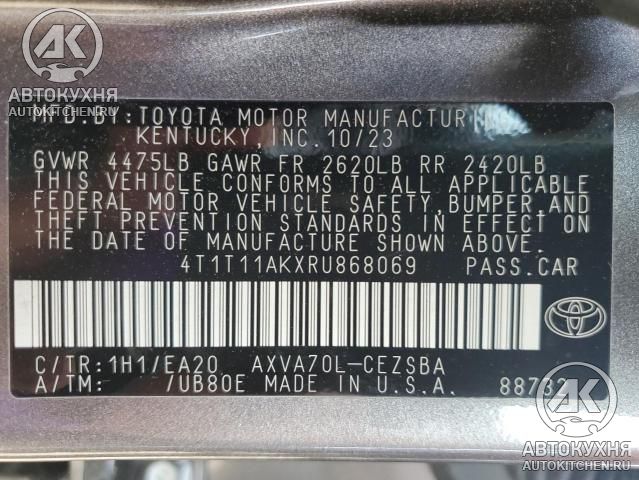 AK
АВТОКУХНЯ
AUTOKITCHEN.RU
MFD.BY:TOYOTA MOTOR MANUFACTURING
KENTUCKY,INC. 10/23
GVWR 4475LB GAWR FR 2620LB RR 2420LB
THIS VEHICLE CONFORMS TO ALL APPLICABLE
FEDERAL MOTOR VEHICLE SAFETY,BUMPER,AND
THEFT PREVENTION STANDARDS IN EFFECT ON
THE DATE OF MANUFACTURE SHOWN ABOVE.
4T1T11AKXRU868069 PASS.CAR
C/TR:1H1/EA20 AXVA70L-CEZSBA
A/TM: /UB80E MADE IN U.S.A.
AK
АВТОКУХНЯ
AUTOKITCHEN.RU